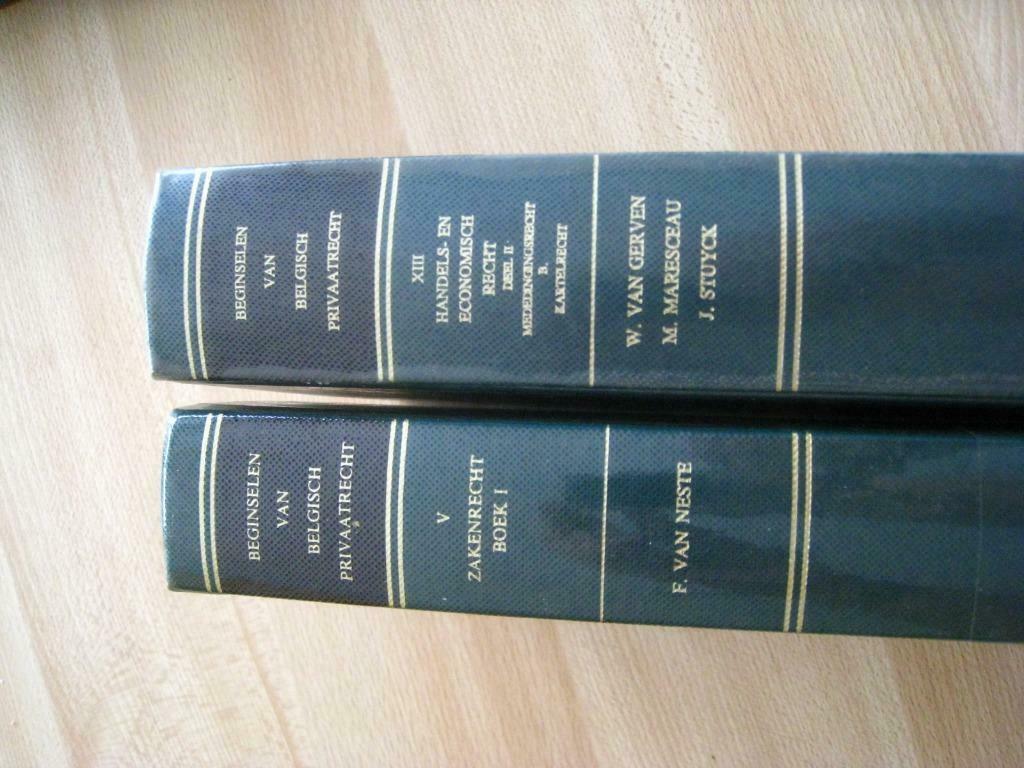 BEGINSELEN
VAN
BELGISCH
PRIVAATRECHT
XIII
HANDELS- EN
ECONOMISCH
RECHT
DEEL II
MEDEDINGINGSRECHT
B.
KARTELRECHT
W. VAN GERVEN
M. MARESCEAU
J. STUYCK
BEGINSELEN
VAN
BELGISCH
PRIVAATRECHT
V
ZAKENRECHT
BOEK I
F. VAN NESTE